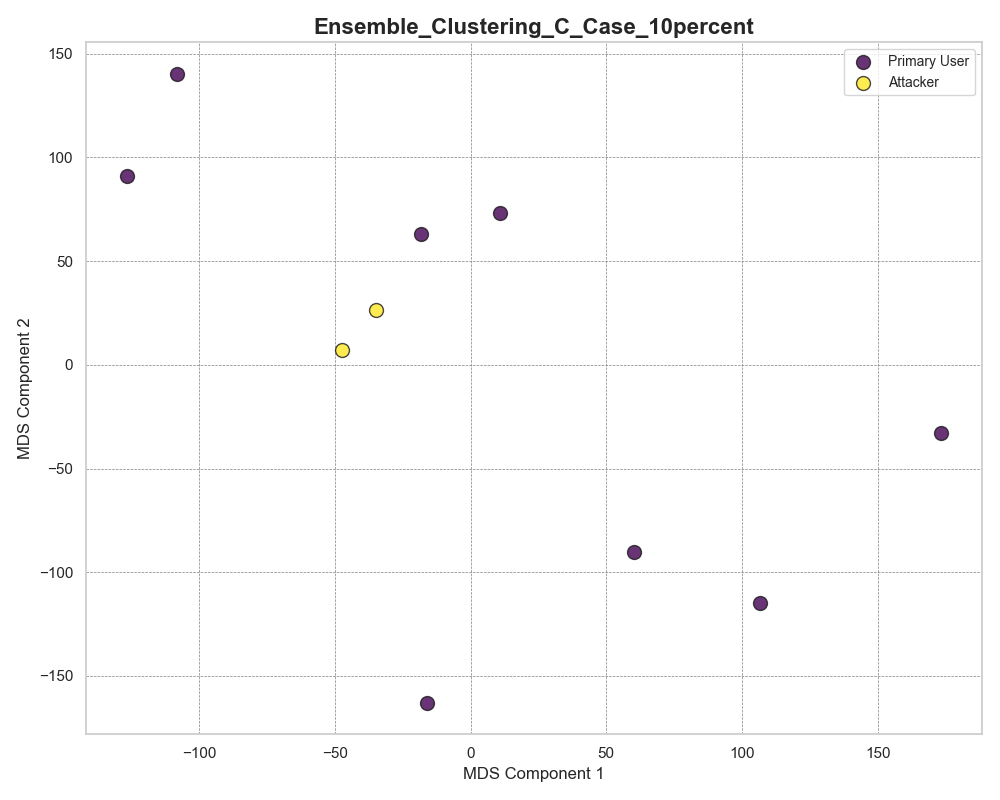 Ensemble_Clustering_C_Case_10percent
Primary User
Attacker
150
100
50
0
−50
−100
−150
MDS Component 2
−100
−50
0
50
100
150
MDS Component 1